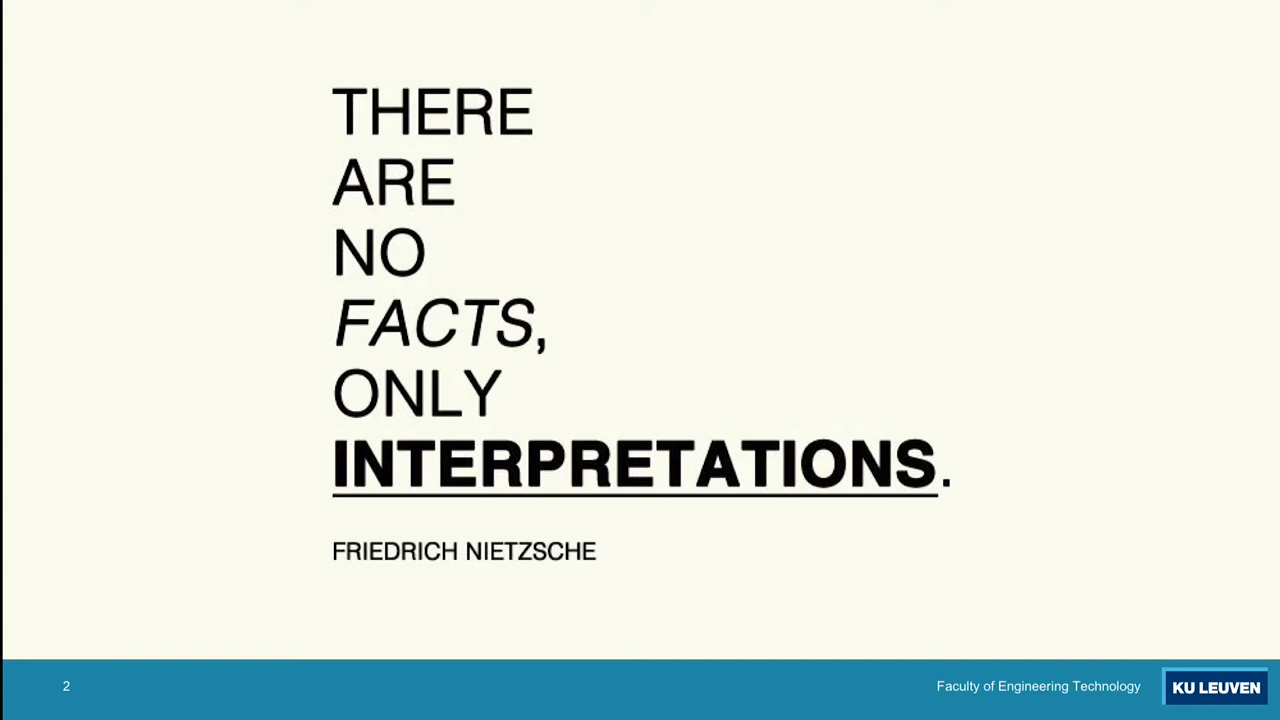 THERE
ARE
NO
FACTS,
ONLY
INTERPRETATIONS.
FRIEDRICH NIETZSCHE
2
Faculty of Engineering Technology
KU LEUVEN